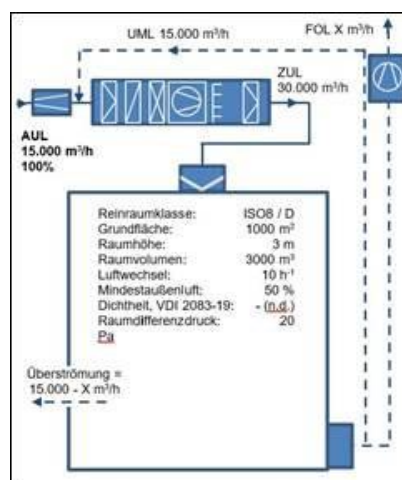 UML 15.000 m³/h
FOL X m³/h
ZUL
30.000 m³/h
AUL
15.000 m³/h
100%
Reinraumklasse: ISO8 / D
Grundfläche: 1000 m²
Raumhöhe: 3 m
Raumvolumen: 3000 m³
Luftwechsel: 10 h⁻¹
Mindestaußenluft: 50 %
Dichtheit, VDI 2083-19: - (n.d.)
Raumdifferenzdruck: 20
Pa
Überströmung =
15.000 - X m³/h